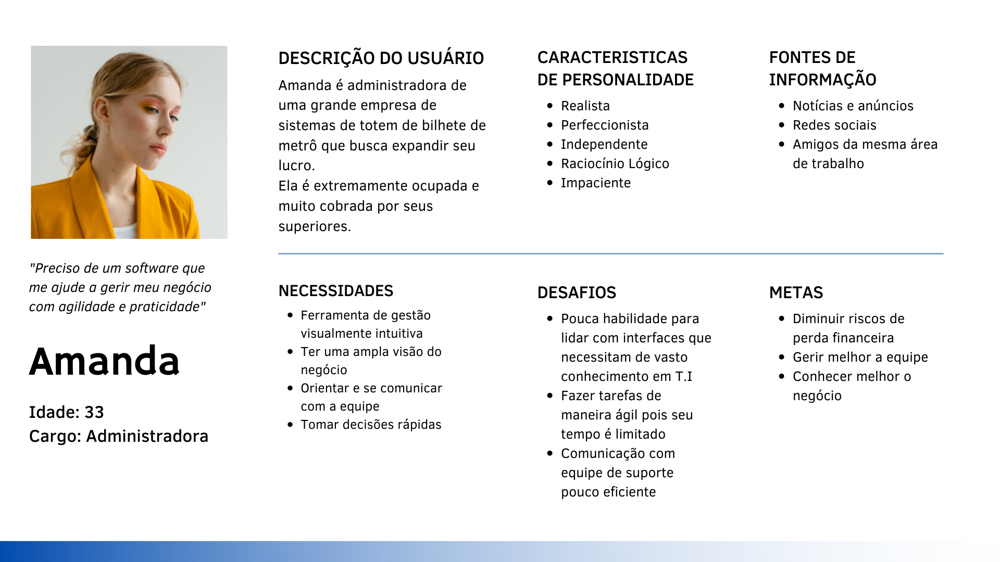 "Preciso de um software que
me ajude a gerir meu negócio
com agilidade e praticidade"
Amanda
Idade: 33
Cargo: Administradora
DESCRIÇÃO DO USUÁRIO
Amanda é administradora de
uma grande empresa de
sistemas de totem de bilhete de
metrô que busca expandir seu
lucro.
Ela é extremamente ocupada e
muito cobrada por seus
superiores.
CARACTERISTICAS
DE PERSONALIDADE
• Realista
• Perfeccionista
• Independente
• Raciocínio Lógico
• Impaciente
FONTES DE
INFORMAÇÃO
• Notícias e anúncios
• Redes sociais
• Amigos da mesma área
de trabalho
NECESSIDADES
• Ferramenta de gestão
visualmente intuitiva
• Ter uma ampla visão do
negócio
• Orientar e se comunicar
com a equipe
• Tomar decisões rápidas
DESAFIOS
• Pouca habilidade para
lidar com interfaces que
necessitam de vasto
conhecimento em T.I
• Fazer tarefas de
maneira ágil pois seu
tempo é limitado
• Comunicação com
equipe de suporte
pouco eficiente
METAS
• Diminuir riscos de
perda financeira
• Gerir melhor a equipe
• Conhecer melhor o
negócio